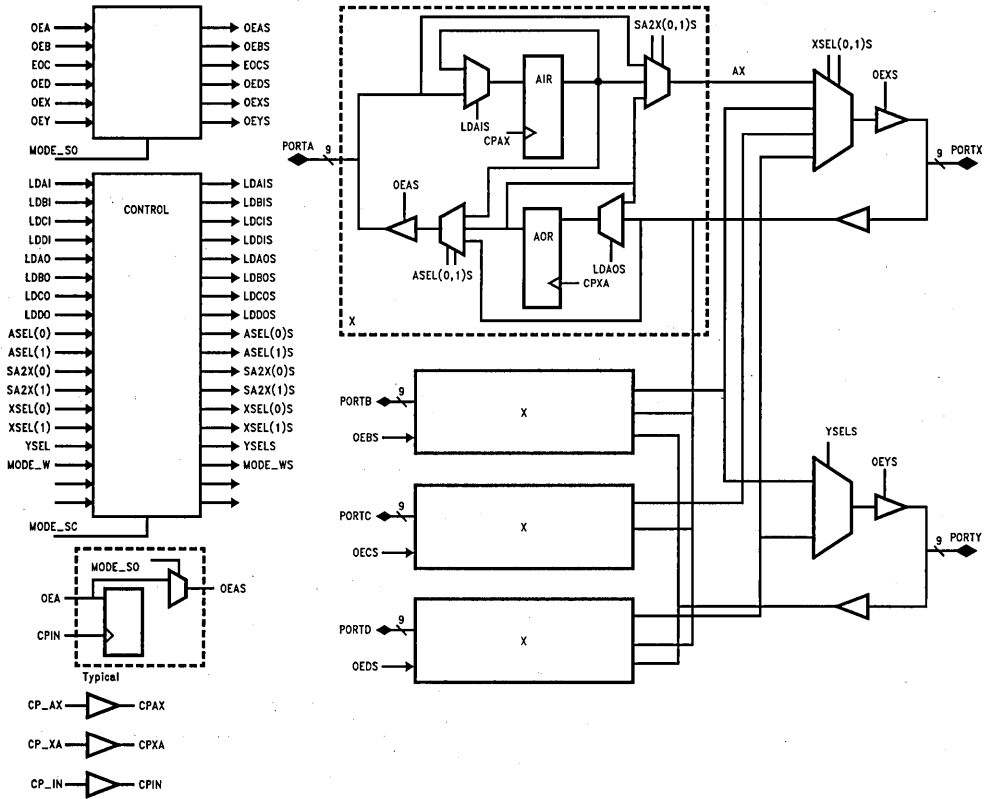 OEA OEAS
OEB OEBS
EOC EOCS
OED OEDS
OEX OEXS
OEY OEYS
MODE_SO
CONTROL
LDAI LDAIS
LDBI LDBIS
LDCI LDCIS
LDDI LDDIS
LDAO LDAOS
LDBO LDBOS
LDCO LDCOS
LDDO LDDOS
ASEL(0) ASEL(0)S
ASEL(1) ASEL(1)S
SA2X(0) SA2X(0)S
SA2X(1) SA2X(1)S
XSEL(0) XSEL(0)S
XSEL(1) XSEL(1)S
YSEL YSELS
MODE_W MODE_WS
MODE_SC
MODE_SO
OEA OEAS
CPIN
Typical
CP_AX CPAX
CP_XA CPXA
CP_IN CPIN
SA2X(0,1)S
AIR
LDAIS
CPAX
PORTA 9
OEAS
ASEL(0,1)S
AOR
LDAOS
CPXA
X
AX
XSEL(0,1)S
OEXS
9 PORTX
PORTB 9
X
OEBS
PORTC 9
X
OECS
PORTD 9
X
OEDS
YSELS
OEYS
9 PORTY